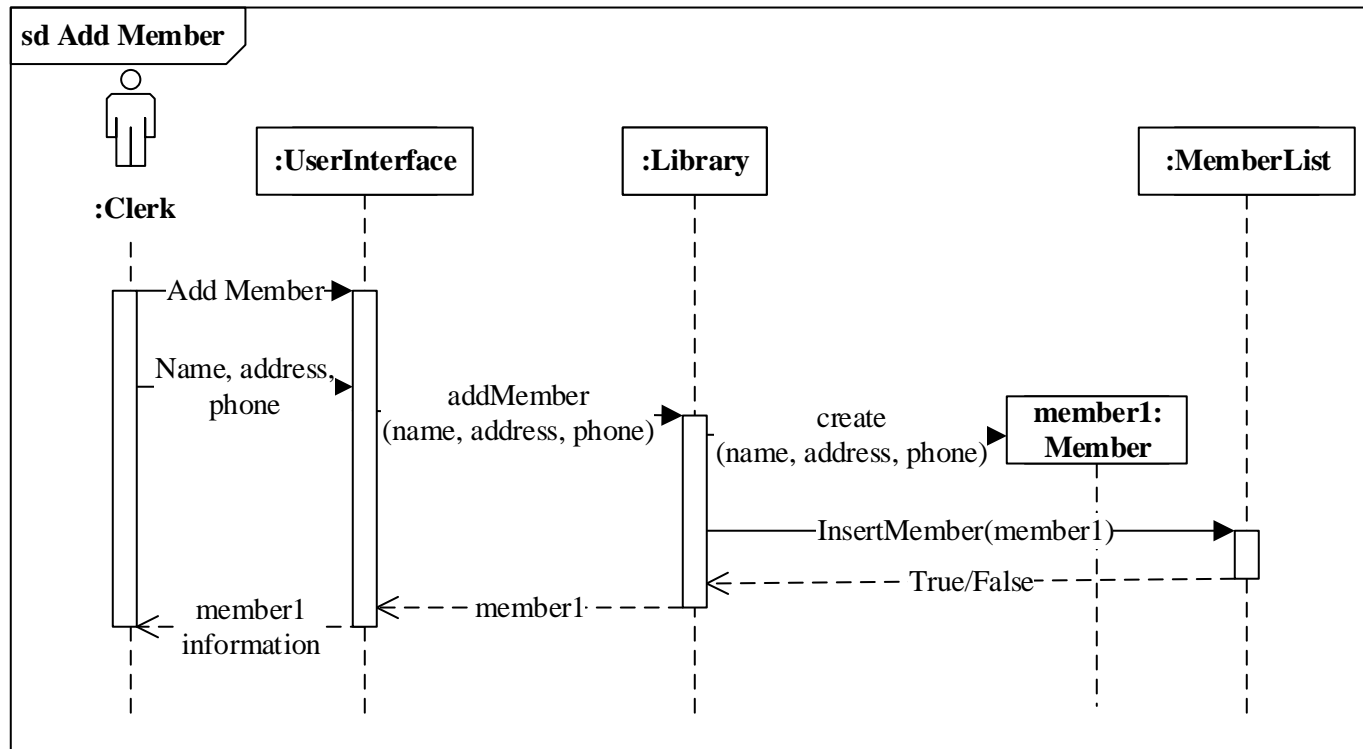 sd Add Member
:UserInterface
:Library
:MemberList
:Clerk
Add Member
Name, address,
phone
addMember
(name, address, phone)
create
(name, address, phone)
member1:
Member
InsertMember(member1)
True/False
member1
member1
information